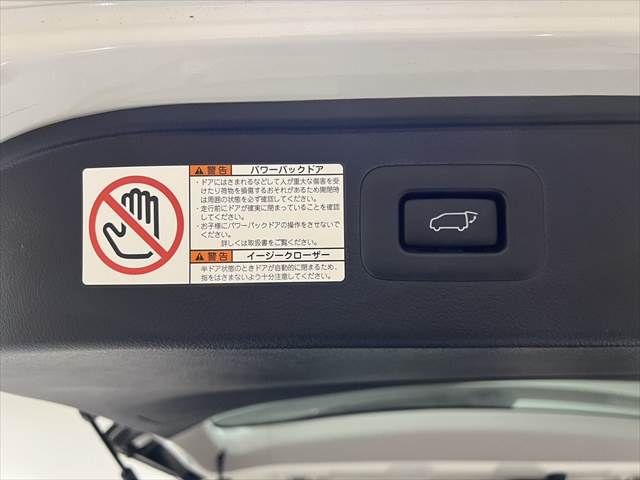 警告 パワーバックドア
・ドアにはさまれるなどして人が重大な傷害を受
けたり荷物を損傷するおそれがあるため開閉時
は周囲の状態を必ず確認してください。
・走行前にドアが確実に閉まっていることを確認
してください。
・お子様にパワーバックドアの操作をさせないで
ください。
詳しくは取扱書をご覧ください。
警告 イージークローザー
半ドア状態のときドアが自動的に閉まるため、
指をはさまないよう十分注意してください。